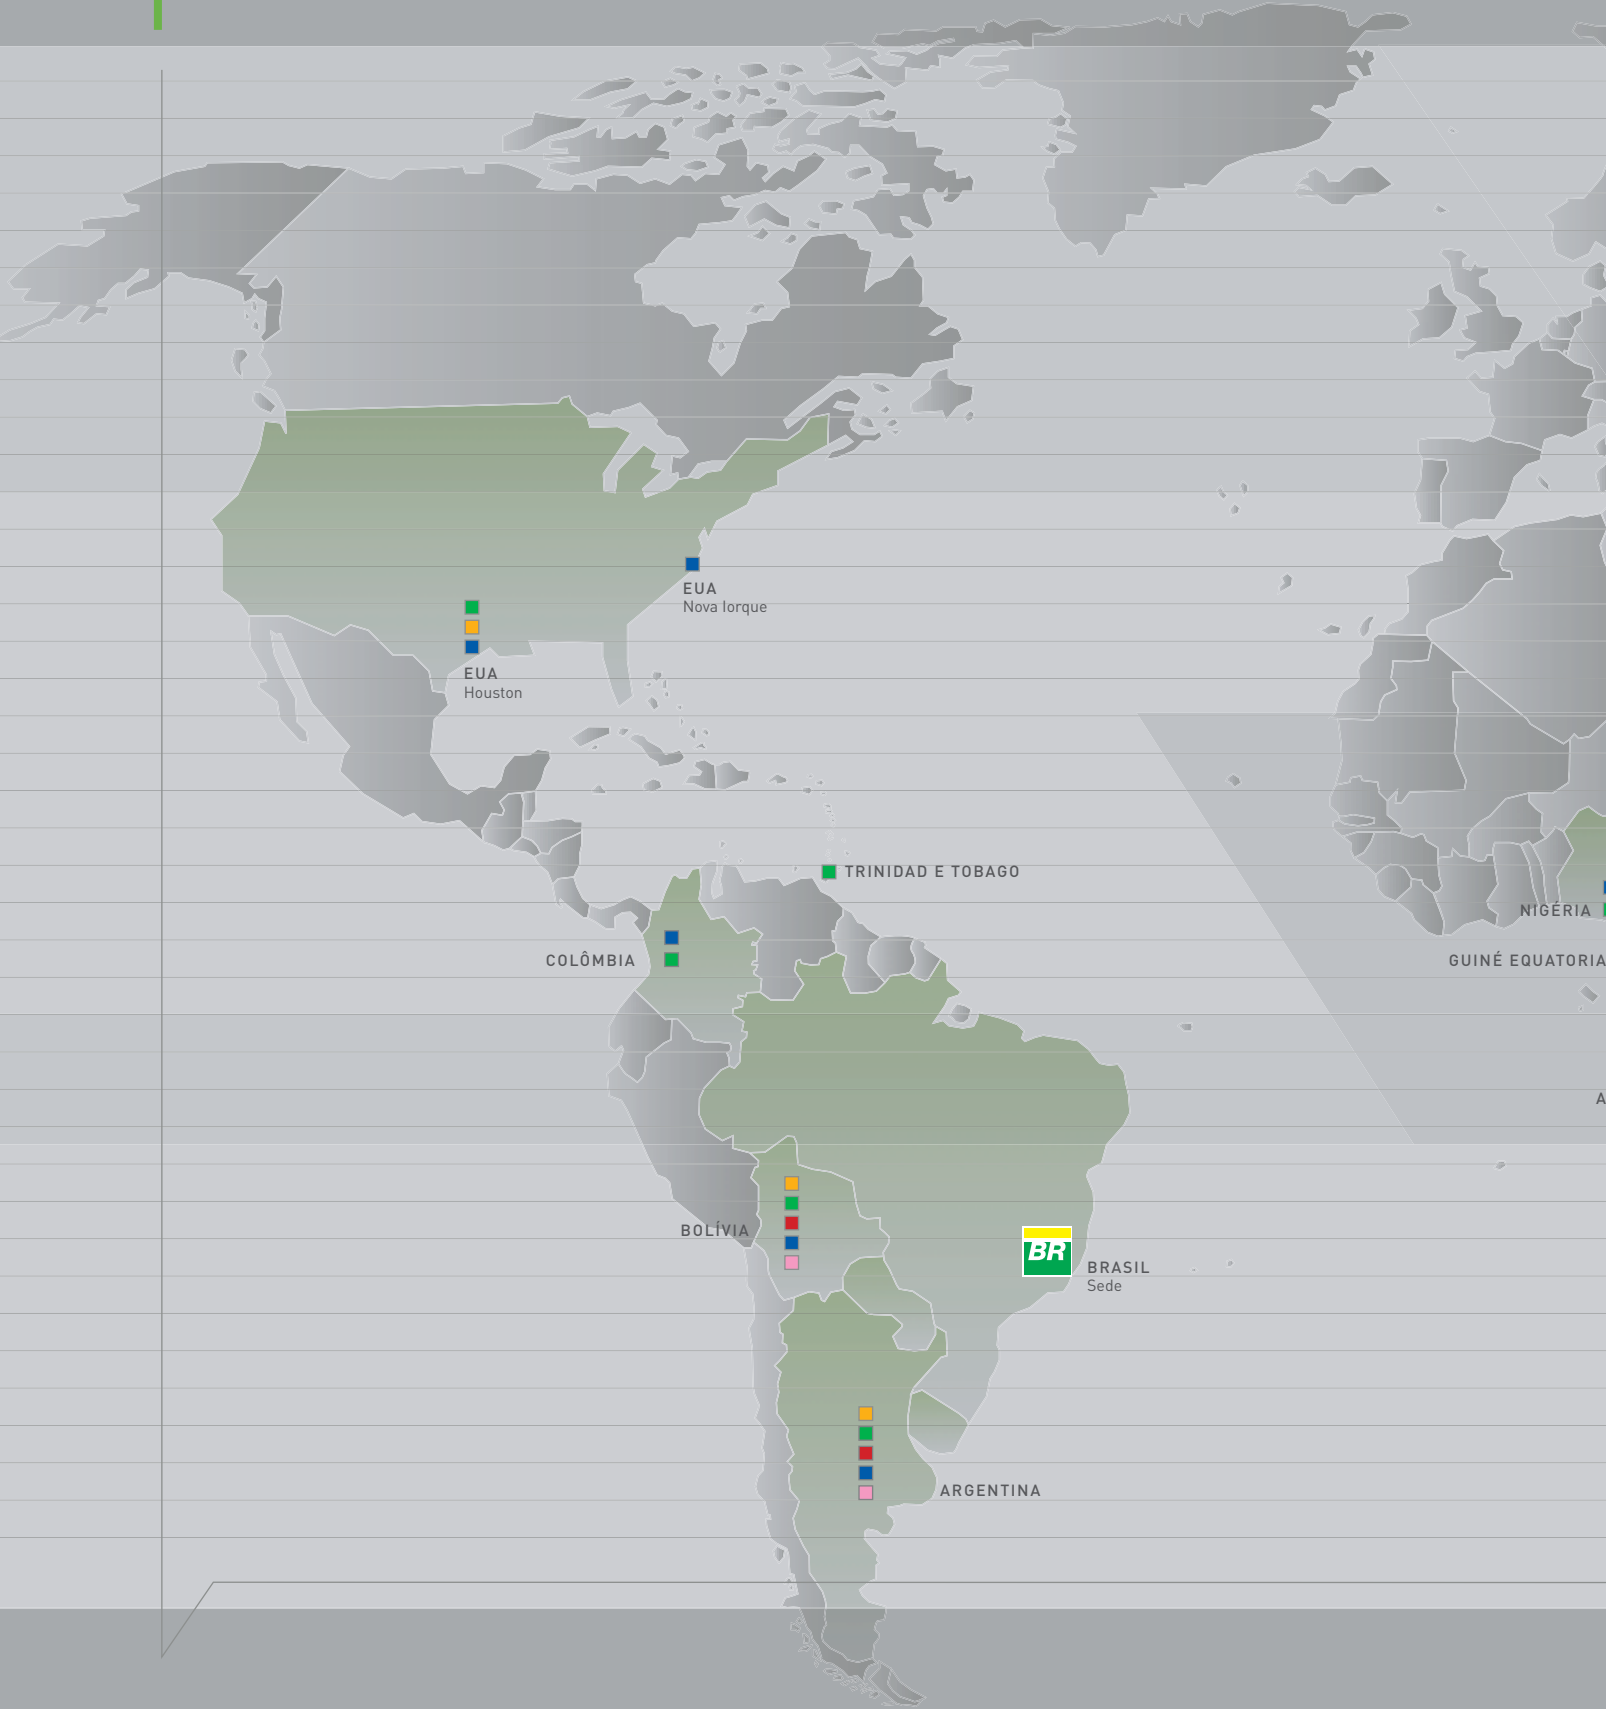 EUA
Nova Iorque
EUA
Houston
TRINIDAD E TOBAGO
NIGÉRIA
COLÔMBIA
GUINÉ EQUATORIA
A
BOLÍVIA
BR
BRASIL
Sede
ARGENTINA